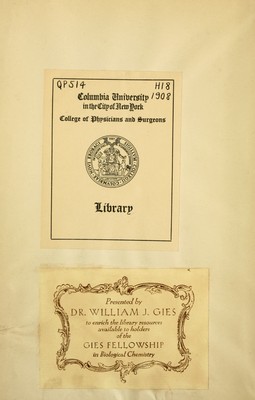 QP514
H18
1908
Columbia University
in the City of New York
College of Physicians and Surgeons
Library
Presented by
DR. WILLIAM J. GIES
to enrich the library resources
available to holders
of the
GIES FELLOWSHIP
in Biological Chemistry